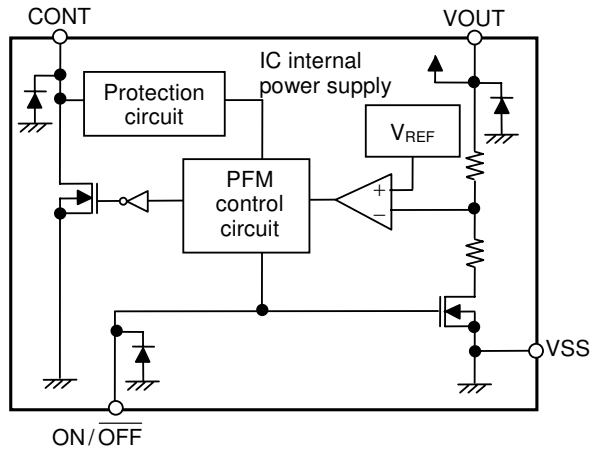 CONT
VOUT
IC internal
power supply
Protection
circuit
VREF
PFM
control
circuit
+
−
VSS
ON/OFF